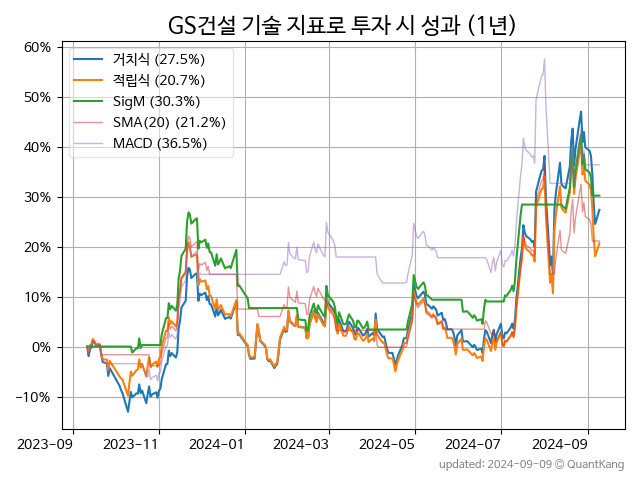 GS건설 기술 지표로 투자 시 성과 (1년)
60%
50%
40%
30%
20%
10%
0%
−10%
거치식 (27.5%)
적립식 (20.7%)
SigM (30.3%)
SMA(20) (21.2%)
MACD (36.5%)
2023-09 2023-11 2024-01 2024-03 2024-05 2024-07 2024-09
updated: 2024-09-09 © QuantKang